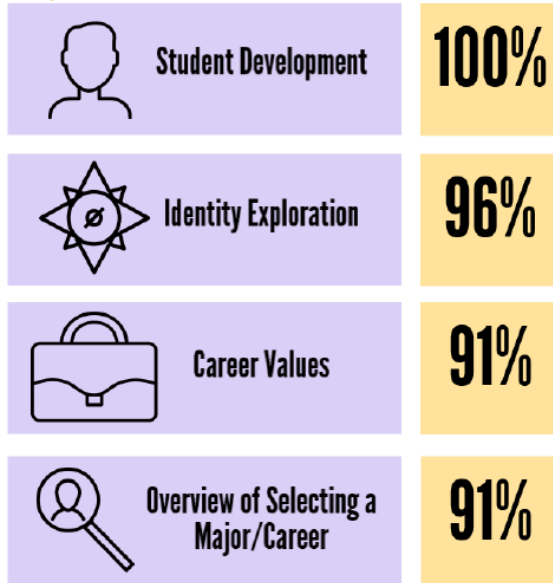 Student Development
100%
Identity Exploration
96%
Career Values
91%
Overview of Selecting a
Major/Career
91%